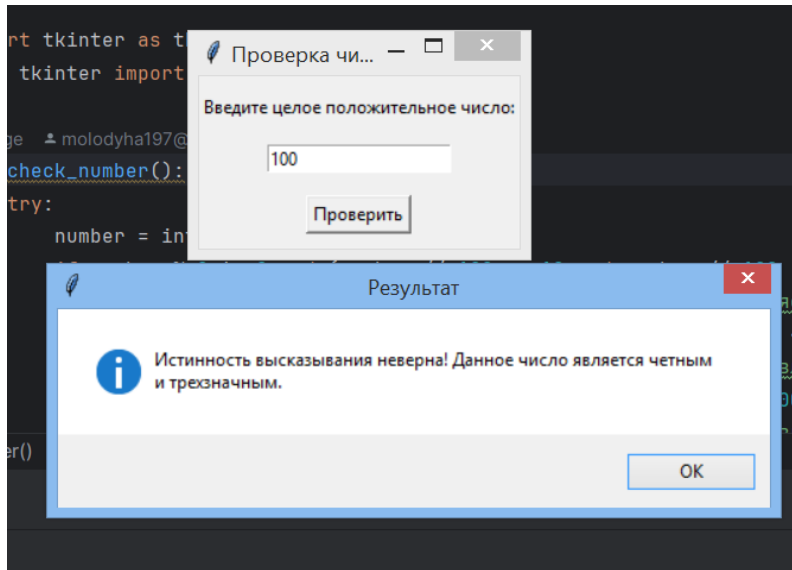 rt tkinter as t
Проверка чи...
tkinter import
Введите целое положительное число:
ge molodyha197@
100
check_number():
try:
Проверить
number = in
Результат
Истинность высказывания неверна! Данное число является четным
и трехзначным.
er()
OK